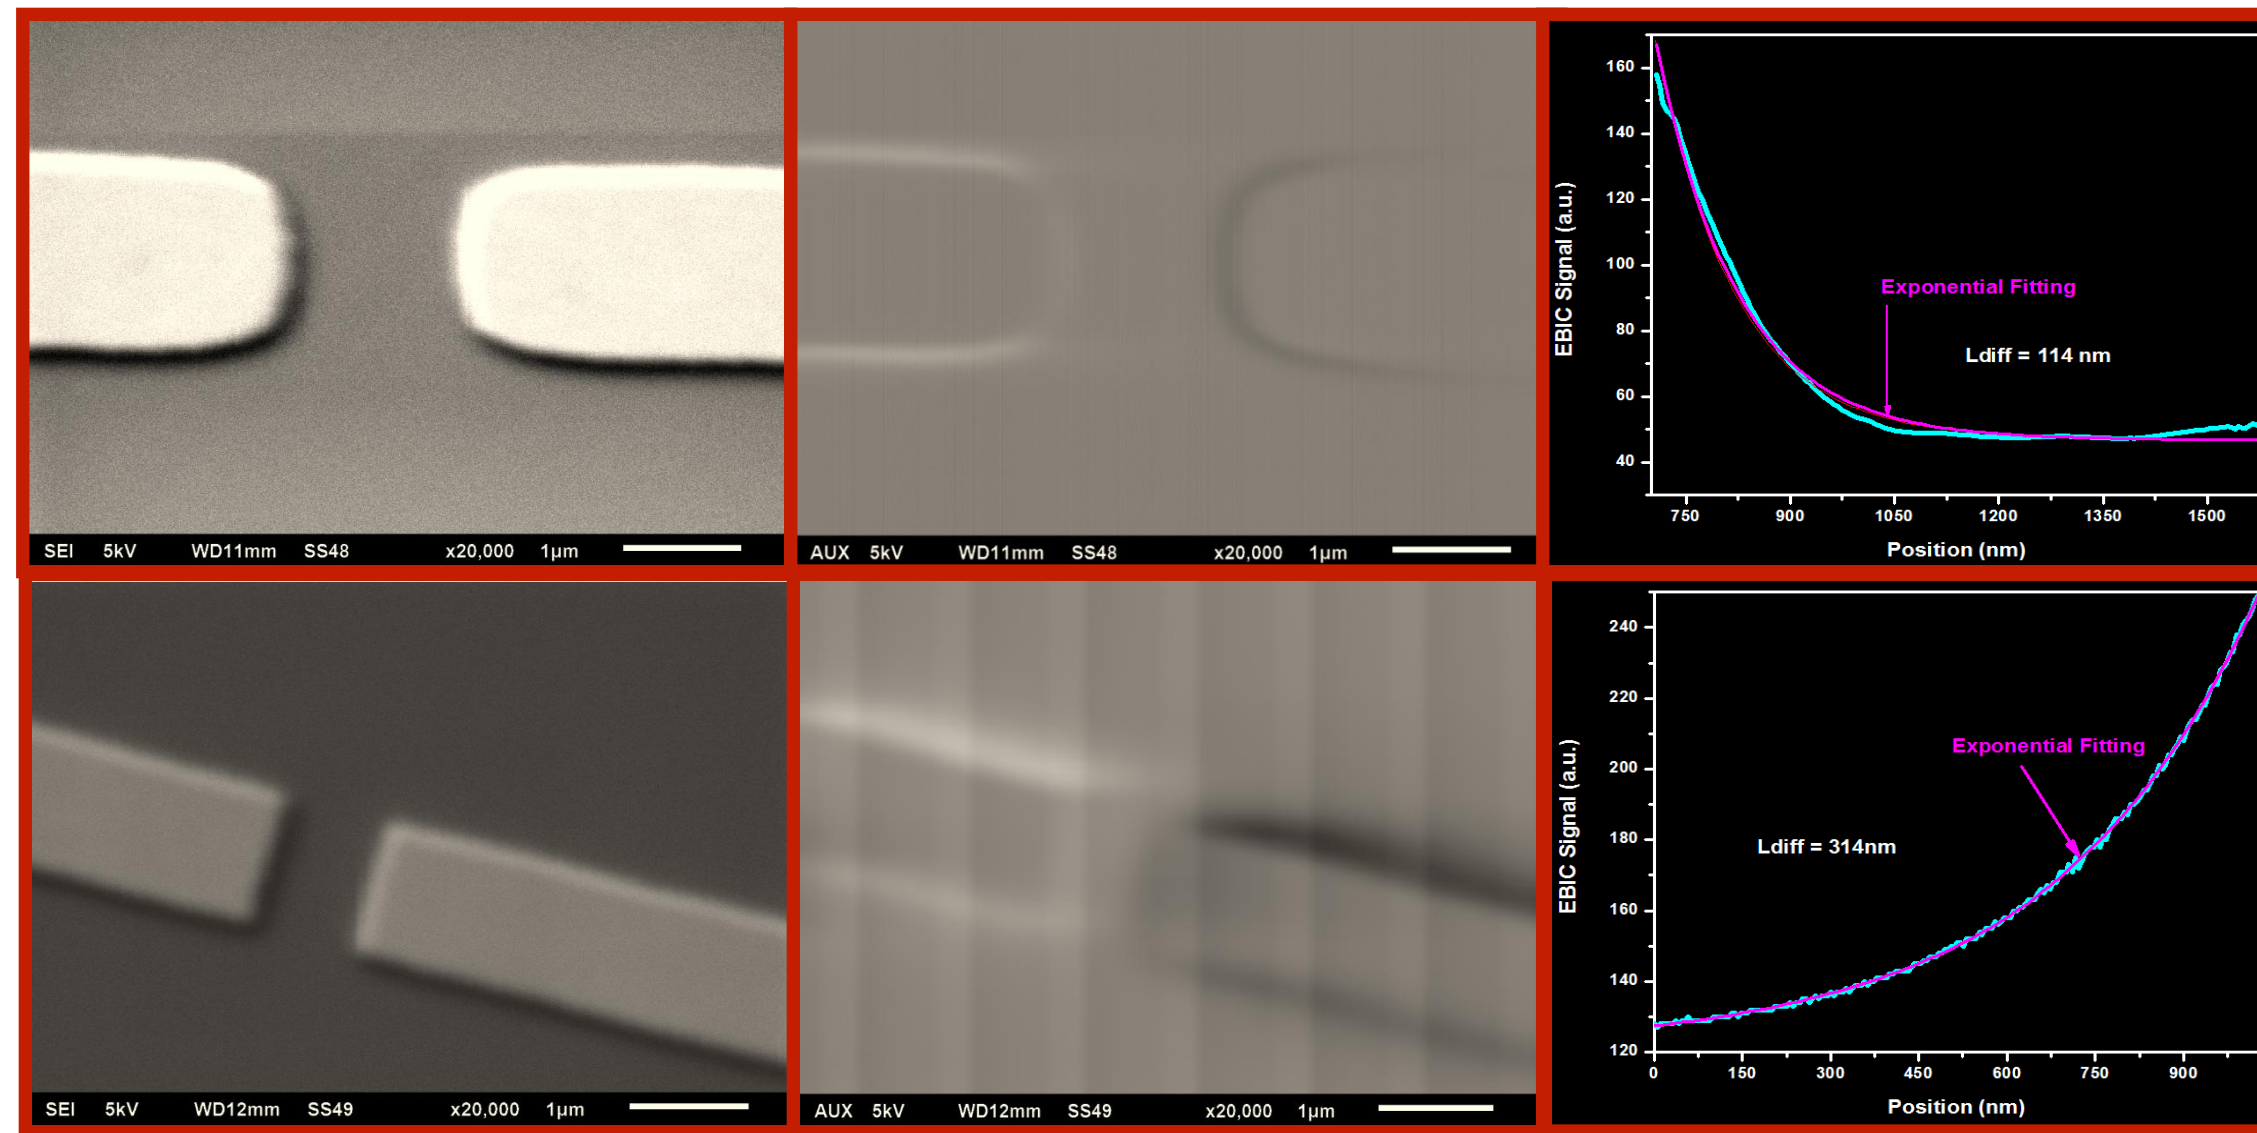 SEI 5kV WD11mm SS48 x20,000 1µm
AUX 5kV WD11mm SS48 x20,000 1µm
EBIC Signal (a.u.)
160
140
120
100
80
60
40
Exponential Fitting
Ldiff = 114 nm
750 900 1050 1200 1350 1500
Position (nm)
SEI 5kV WD12mm SS49 x20,000 1µm
AUX 5kV WD12mm SS49 x20,000 1µm
EBIC Signal (a.u.)
240
220
200
180
160
140
120
Exponential Fitting
Ldiff = 314nm
0 150 300 450 600 750 900
Position (nm)